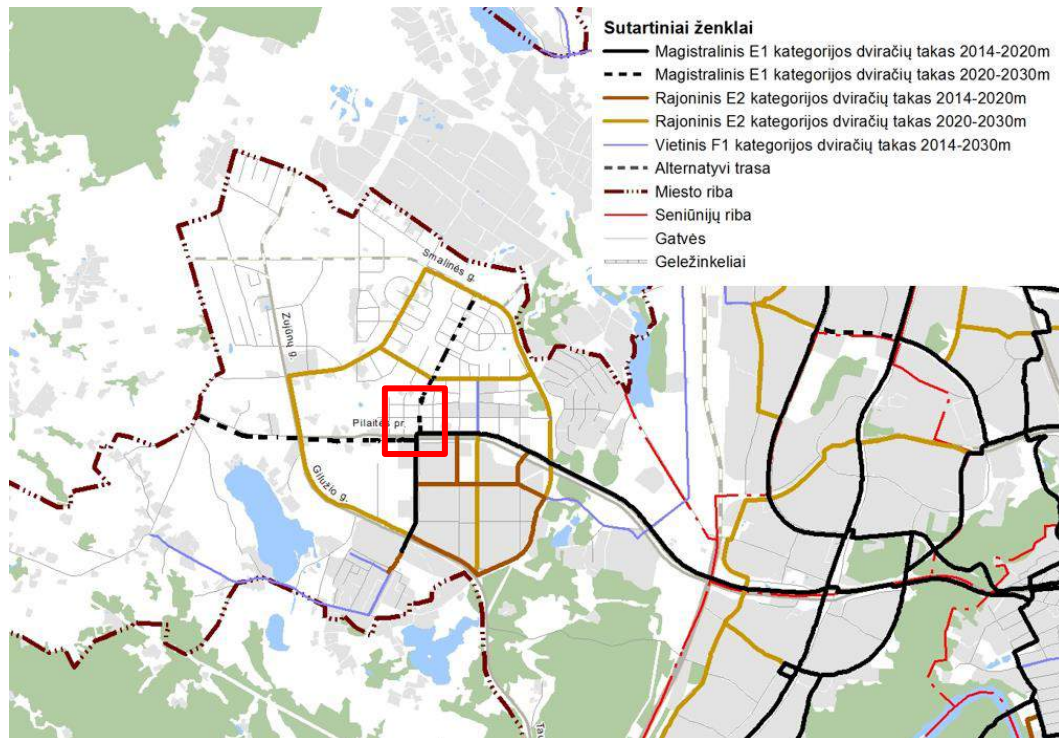 Sutartiniai ženklai
Magistralinis E1 kategorijos dviračių takas 2014-2020m
Magistralinis E1 kategorijos dviračių takas 2020-2030m
Rajoninis E2 kategorijos dviračių takas 2014-2020m
Rajoninis E2 kategorijos dviračių takas 2020-2030m
Vietinis F1 kategorijos dviračių takas 2014-2030m
Alternatyvi trasa
Miesto riba
Seniūnijų riba
Gatvės
Geležinkeliai
Smalinės g.
Zujūnų g.
Pilaitės pr.
Gilužio g.
Tau